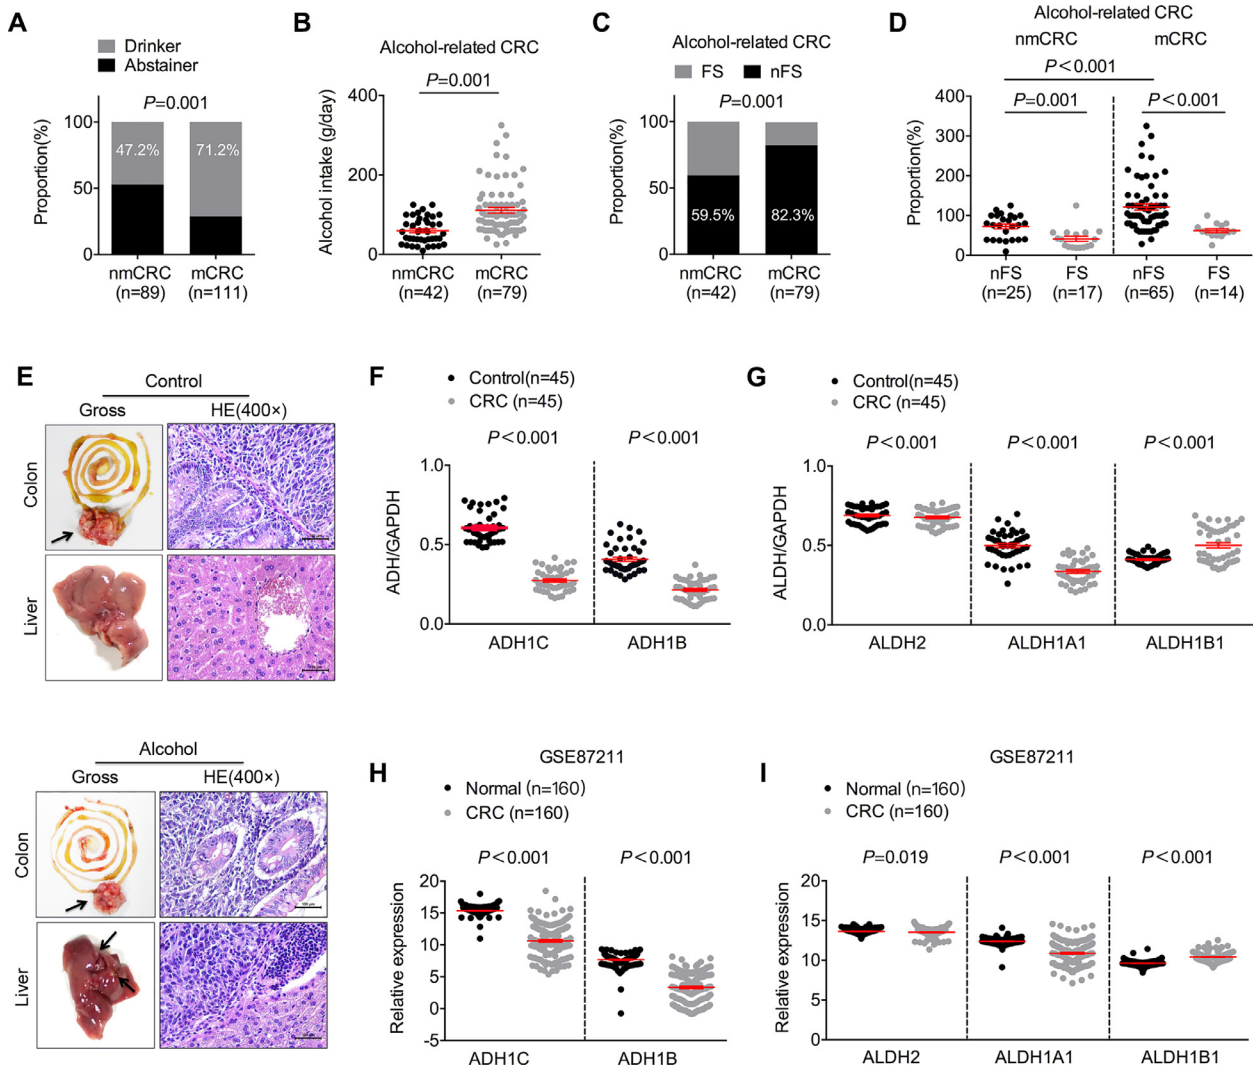 A
Drinker
Abstainer
P=0.001
Proportion(%)
100
50
0
47.2%
71.2%
nmCRC
(n=89)
mCRC
(n=111)
B
Alcohol-related CRC
P=0.001
Alcohol intake (g/day)
400
200
0
nmCRC
(n=42)
mCRC
(n=79)
C
Alcohol-related CRC
FS
nFS
P=0.001
Proportion(%)
100
50
0
59.5%
82.3%
nmCRC
(n=42)
mCRC
(n=79)
D
Alcohol-related CRC
nmCRC
mCRC
P<0.001
P=0.001
P<0.001
Proportion(%)
400
300
200
100
0
nFS
(n=25)
FS
(n=17)
nFS
(n=65)
FS
(n=14)
E
Control
Gross
HE(400×)
Colon
Liver
Alcohol
Gross
HE(400×)
Colon
Liver
F
Control(n=45)
CRC (n=45)
P<0.001
P<0.001
ADH/GAPDH
1.0
0.5
0.0
ADH1C
ADH1B
G
Control(n=45)
CRC (n=45)
P<0.001
P<0.001
P<0.001
ALDH/GAPDH
1.0
0.5
0.0
ALDH2
ALDH1A1
ALDH1B1
H
GSE87211
Normal (n=160)
CRC (n=160)
P<0.001
P<0.001
Relative expression
20
15
10
5
0
-5
ADH1C
ADH1B
I
GSE87211
Normal (n=160)
CRC (n=160)
P=0.019
P<0.001
P<0.001
Relative expression
20
15
10
5
0
ALDH2
ALDH1A1
ALDH1B1